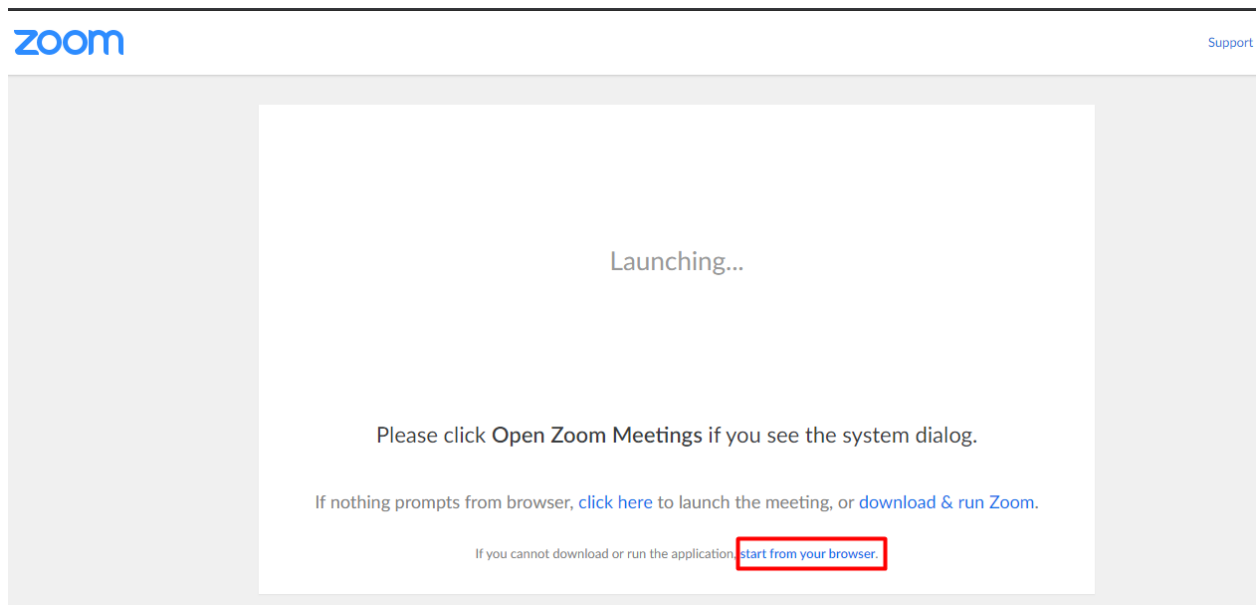 zoom
Support
Launching...
Please click Open Zoom Meetings if you see the system dialog.
If nothing prompts from browser, click here to launch the meeting, or download & run Zoom.
If you cannot download or run the application, start from your browser.